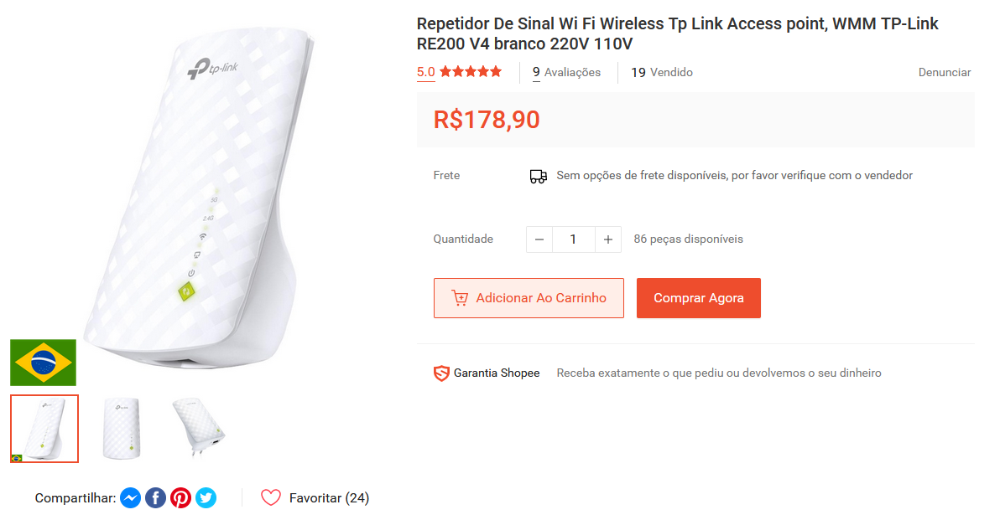 Repetidor De Sinal Wi Fi Wireless Tp Link Access point, WMM TP-Link
RE200 V4 branco 220V 110V
5.0 9 Avaliações 19 Vendido Denunciar
R$178,90
Frete Sem opções de frete disponíveis, por favor verifique com o vendedor
Quantidade 1 86 peças disponíveis
Adicionar Ao Carrinho Comprar Agora
Garantia Shopee Receba exatamente o que pediu ou devolvemos o seu dinheiro
tp-link
5G
2.4G
Compartilhar: Favoritar (24)